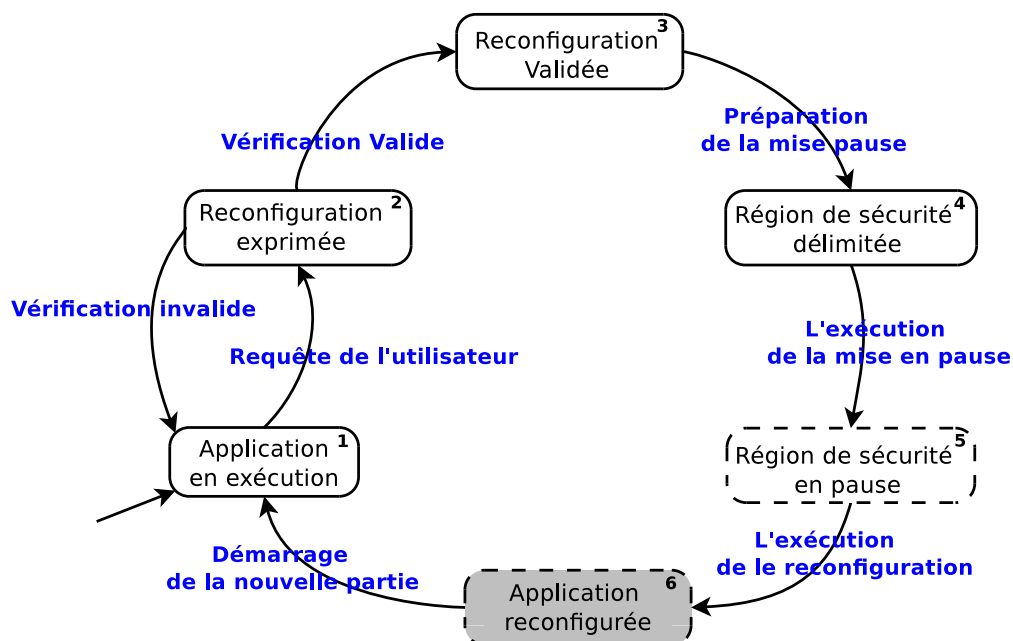 Reconfiguration 3
Validée
Vérification Valide
Préparation
de la mise pause
Reconfiguration 2
exprimée
Région de sécurité 4
délimitée
Vérification invalide
Requête de l'utilisateur
L'exécution
de la mise en pause
Application 1
en exécution
Région de sécurité 5
en pause
Démarrage
de la nouvelle partie
L'exécution
de le reconfiguration
Application 6
reconfigurée